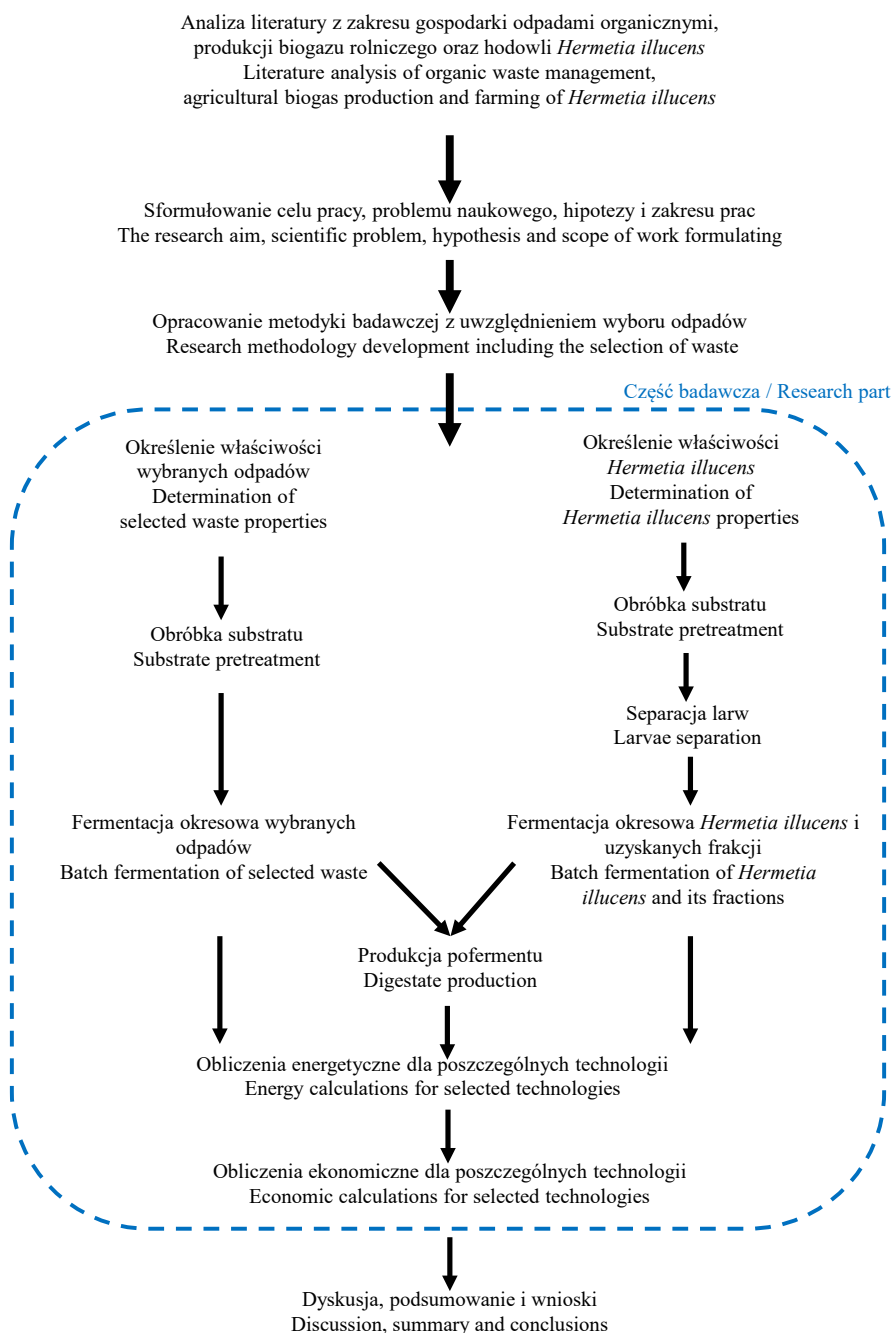 Analiza literatury z zakresu gospodarki odpadami organicznymi,
produkcji biogazu rolniczego oraz hodowli Hermetia illucens
Literature analysis of organic waste management,
agricultural biogas production and farming of Hermetia illucens
Sformułowanie celu pracy, problemu naukowego, hipotezy i zakresu prac
The research aim, scientific problem, hypothesis and scope of work formulating
Opracowanie metodyki badawczej z uwzględnieniem wyboru odpadów
Research methodology development including the selection of waste
Część badawcza / Research part
Określenie właściwości
wybranych odpadów
Determination of
selected waste properties
Określenie właściwości
Hermetia illucens
Determination of
Hermetia illucens properties
Obróbka substratu
Substrate pretreatment
Obróbka substratu
Substrate pretreatment
Separacja larw
Larvae separation
Fermentacja okresowa wybranych
odpadów
Batch fermentation of selected waste
Fermentacja okresowa Hermetia illucens i
uzyskanych frakcji
Batch fermentation of Hermetia
illucens and its fractions
Produkcja pofermentu
Digestate production
Obliczenia energetyczne dla poszczególnych technologii
Energy calculations for selected technologies
Obliczenia ekonomiczne dla poszczególnych technologii
Economic calculations for selected technologies
Dyskusja, podsumowanie i wnioski
Discussion, summary and conclusions